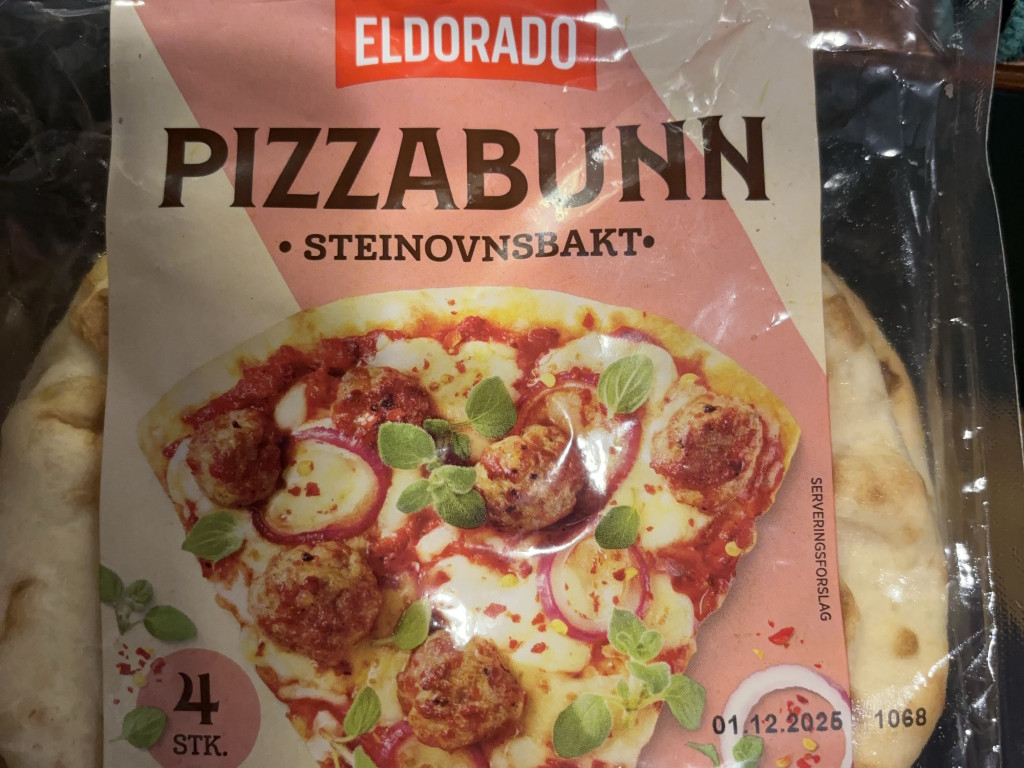 ELDORADO
PIZZABUNN
• STEINOVNSBAKT•
SERVERINGSFORSLAG
4
STK.
01.12.2025 1068